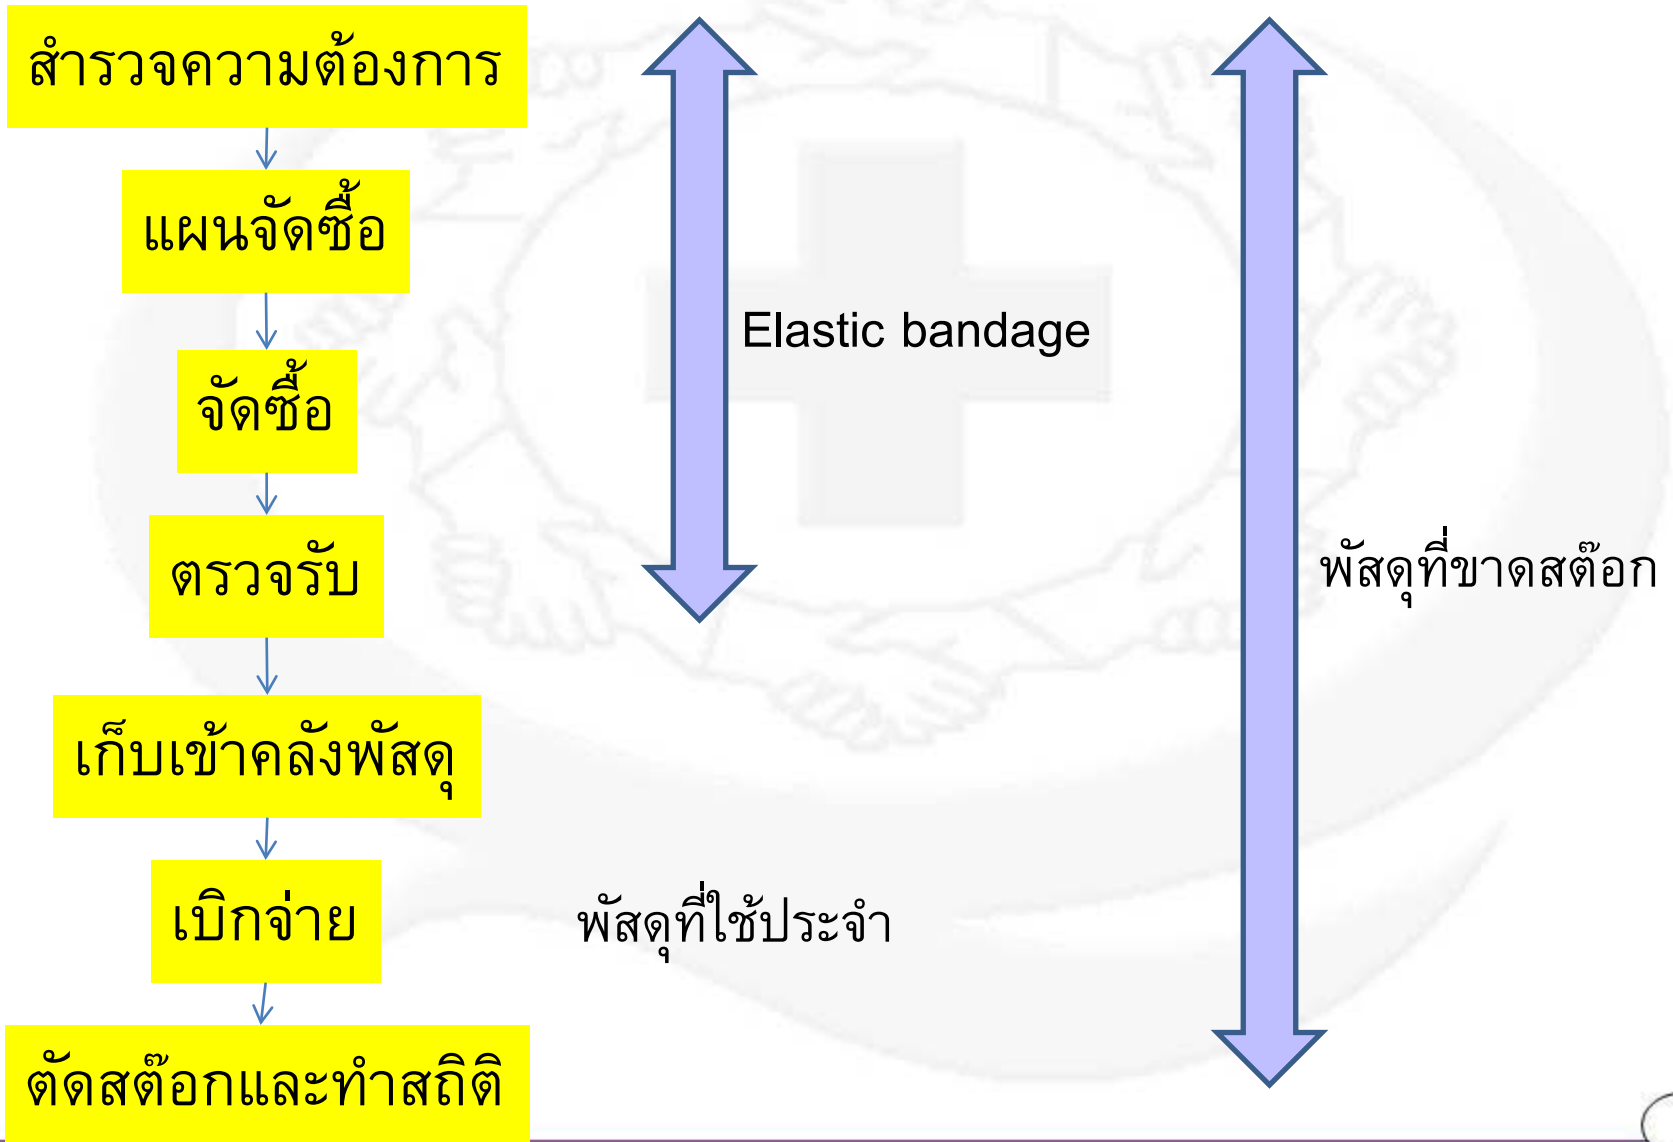 สำรวจความต้องการ
แผนจัดซื้อ
จัดซื้อ
ตรวจรับ
เก็บเข้าคลังพัสดุ
เบิกจ่าย
ตัดสต๊อกและทำสถิติ
Elastic bandage
พัสดุที่ใช้ประจำ
พัสดุที่ขาดสต๊อก